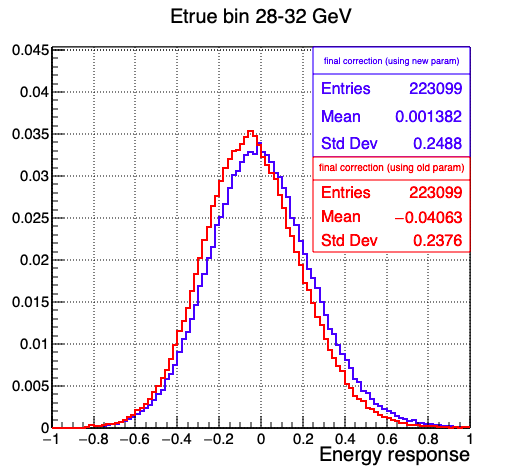 Etrue bin 28-32 GeV
0.045
0.04
0.035
0.03
0.025
0.02
0.015
0.01
0.005
0
final correction (using new param)
Entries 223099
Mean 0.001382
Std Dev 0.2488
final correction (using old param)
Entries 223099
Mean −0.04063
Std Dev 0.2376
−1 −0.8 −0.6 −0.4 −0.2 0 0.2 0.4 0.6 0.8 1
Energy response